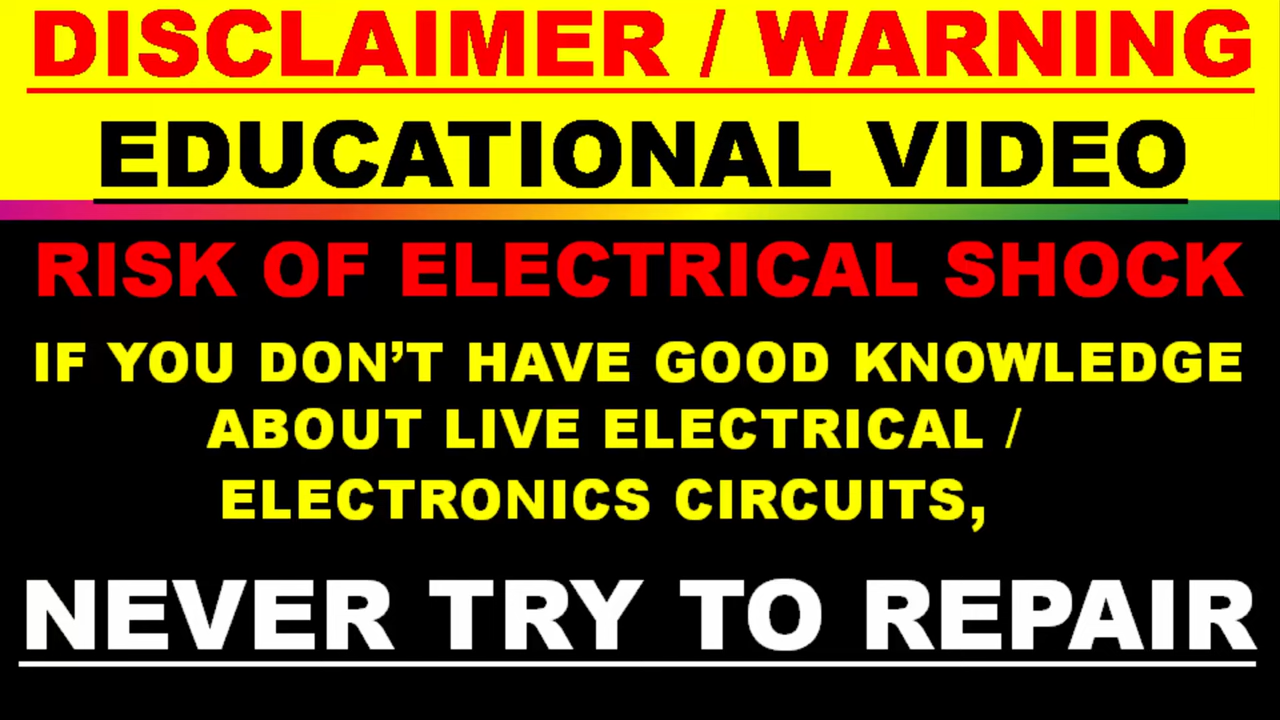 DISCLAIMER / WARNING
EDUCATIONAL VIDEO
RISK OF ELECTRICAL SHOCK
IF YOU DON’T HAVE GOOD KNOWLEDGE
ABOUT LIVE ELECTRICAL /
ELECTRONICS CIRCUITS,
NEVER TRY TO REPAIR